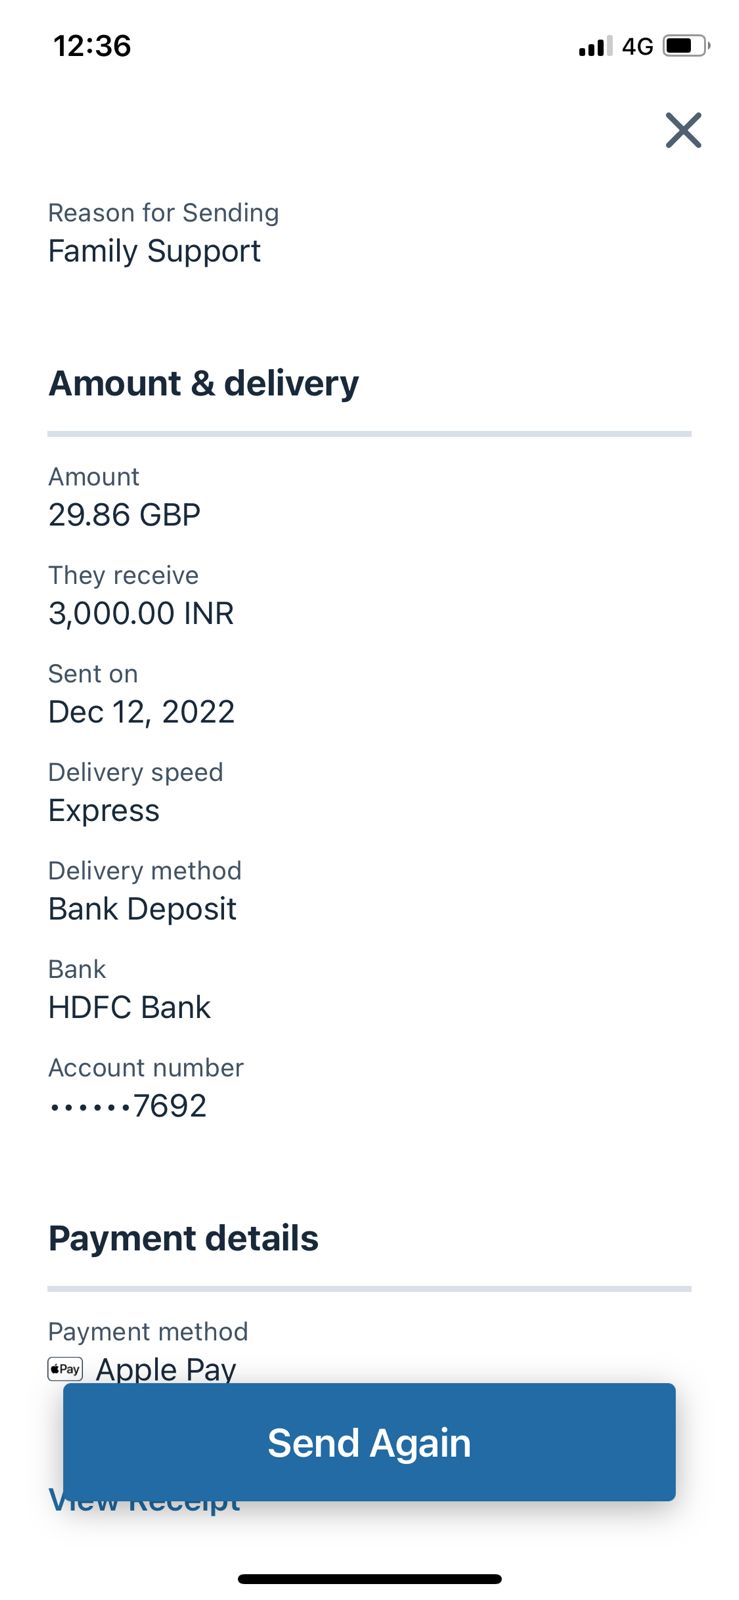 12:36
4G
Reason for Sending
Family Support
Amount & delivery
Amount
29.86 GBP
They receive
3,000.00 INR
Sent on
Dec 12, 2022
Delivery speed
Express
Delivery method
Bank Deposit
Bank
HDFC Bank
Account number
••••••7692
Payment details
Payment method
Pay Apple Pay
Send Again
View Receipt